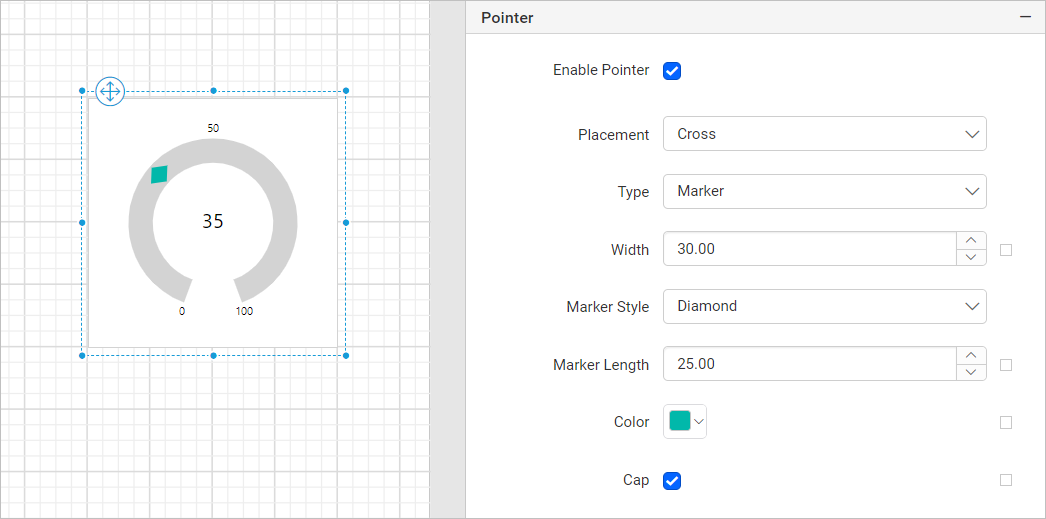 50
35
0 100
Pointer
Enable Pointer
Placement Cross
Type Marker
Width 30.00
Marker Style Diamond
Marker Length 25.00
Color
Cap